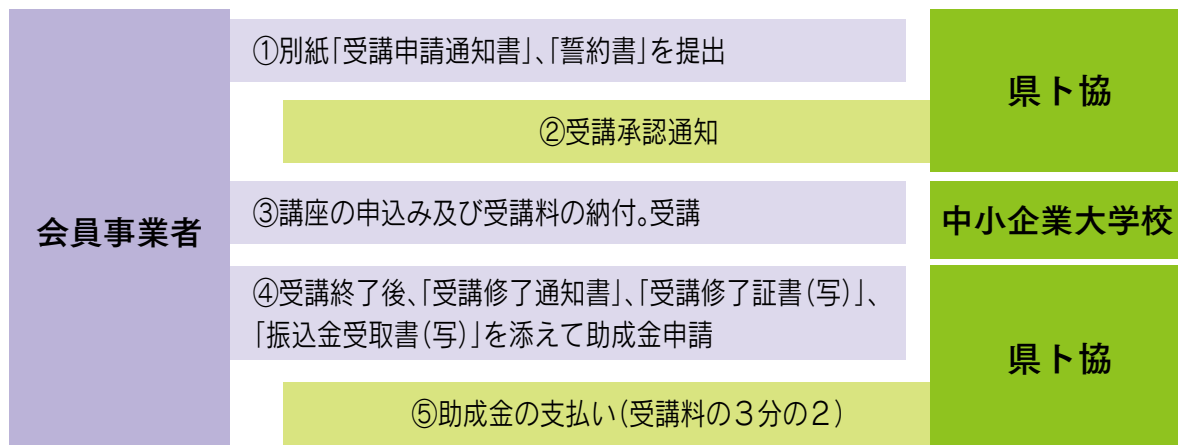 会員事業者
①別紙「受講申請通知書」、「誓約書」を提出
②受講承認通知
県ト協
③講座の申込み及び受講料の納付。受講
中小企業大学校
④受講終了後、「受講修了通知書」、「受講修了証書(写)」、
「振込金受取書(写)」を添えて助成金申請
⑤助成金の支払い(受講料の3分の2)
県ト協